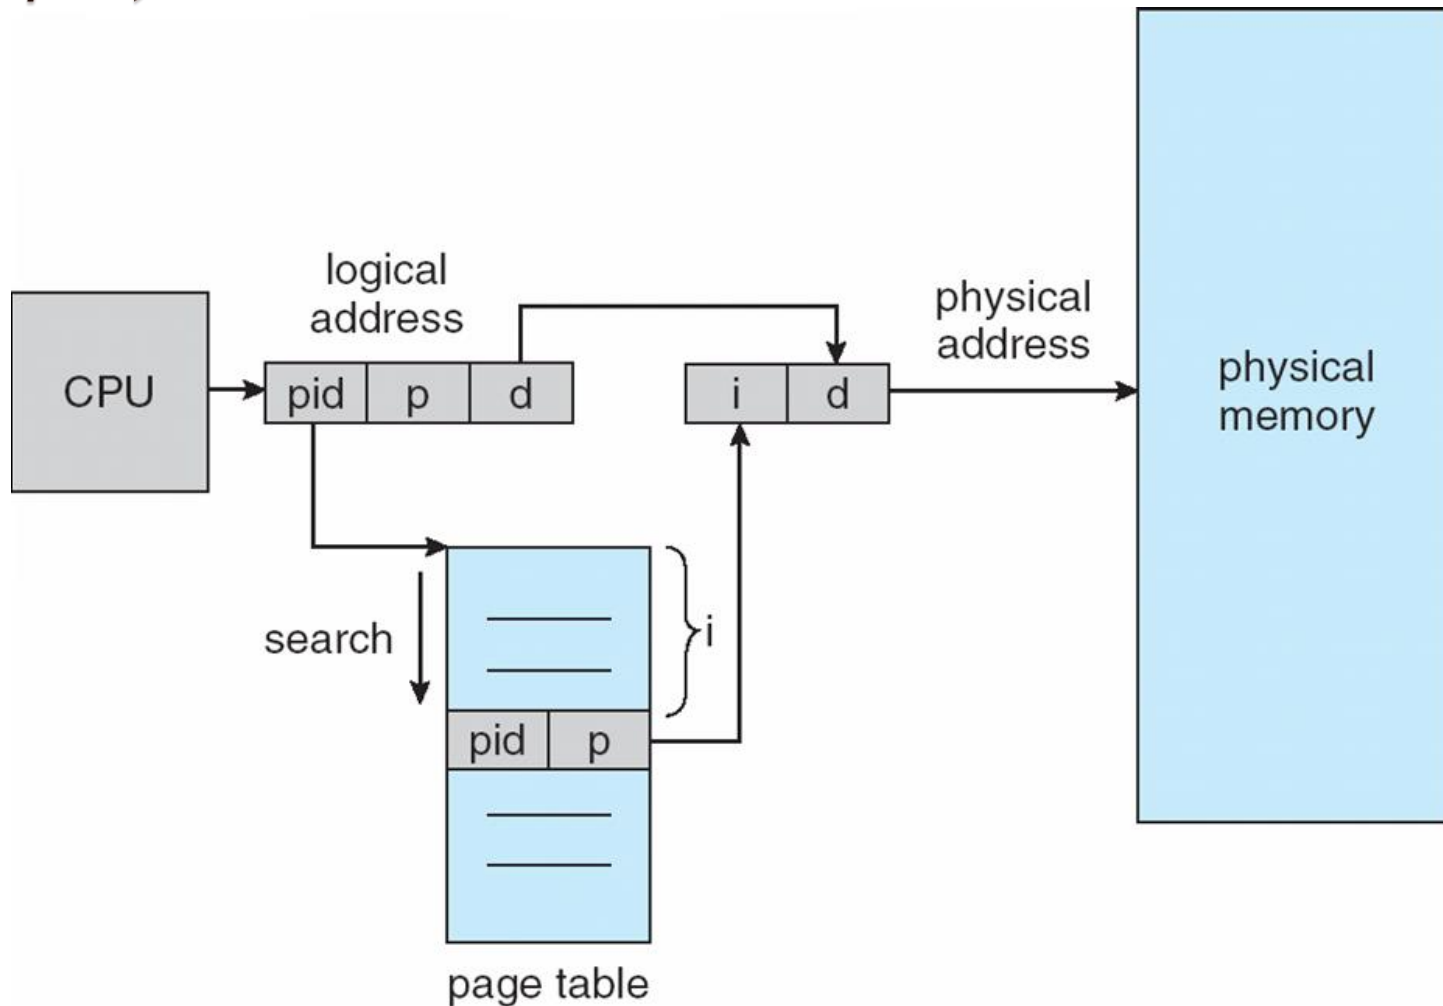 logical
address
physical
address
CPU
pid p d
i d
physical
memory
search
i
pid p
page table